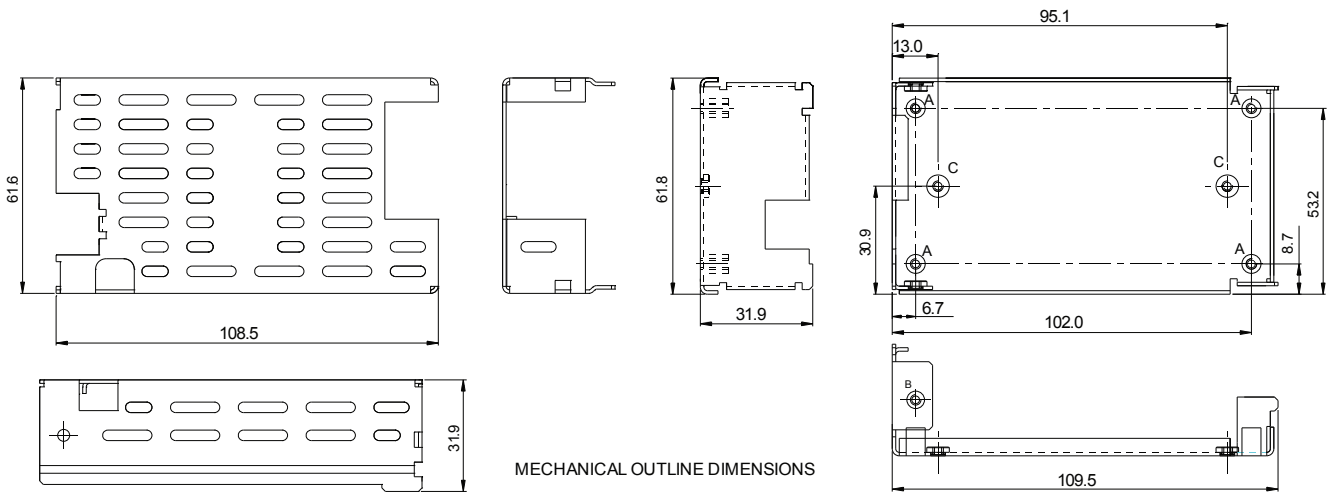 95.1
13.0
A
A
61.6
61.8
C
C
30.9
53.2
8.7
A
A
6.7
31.9
102.0
108.5
B
31.9
MECHANICAL OUTLINE DIMENSIONS
109.5